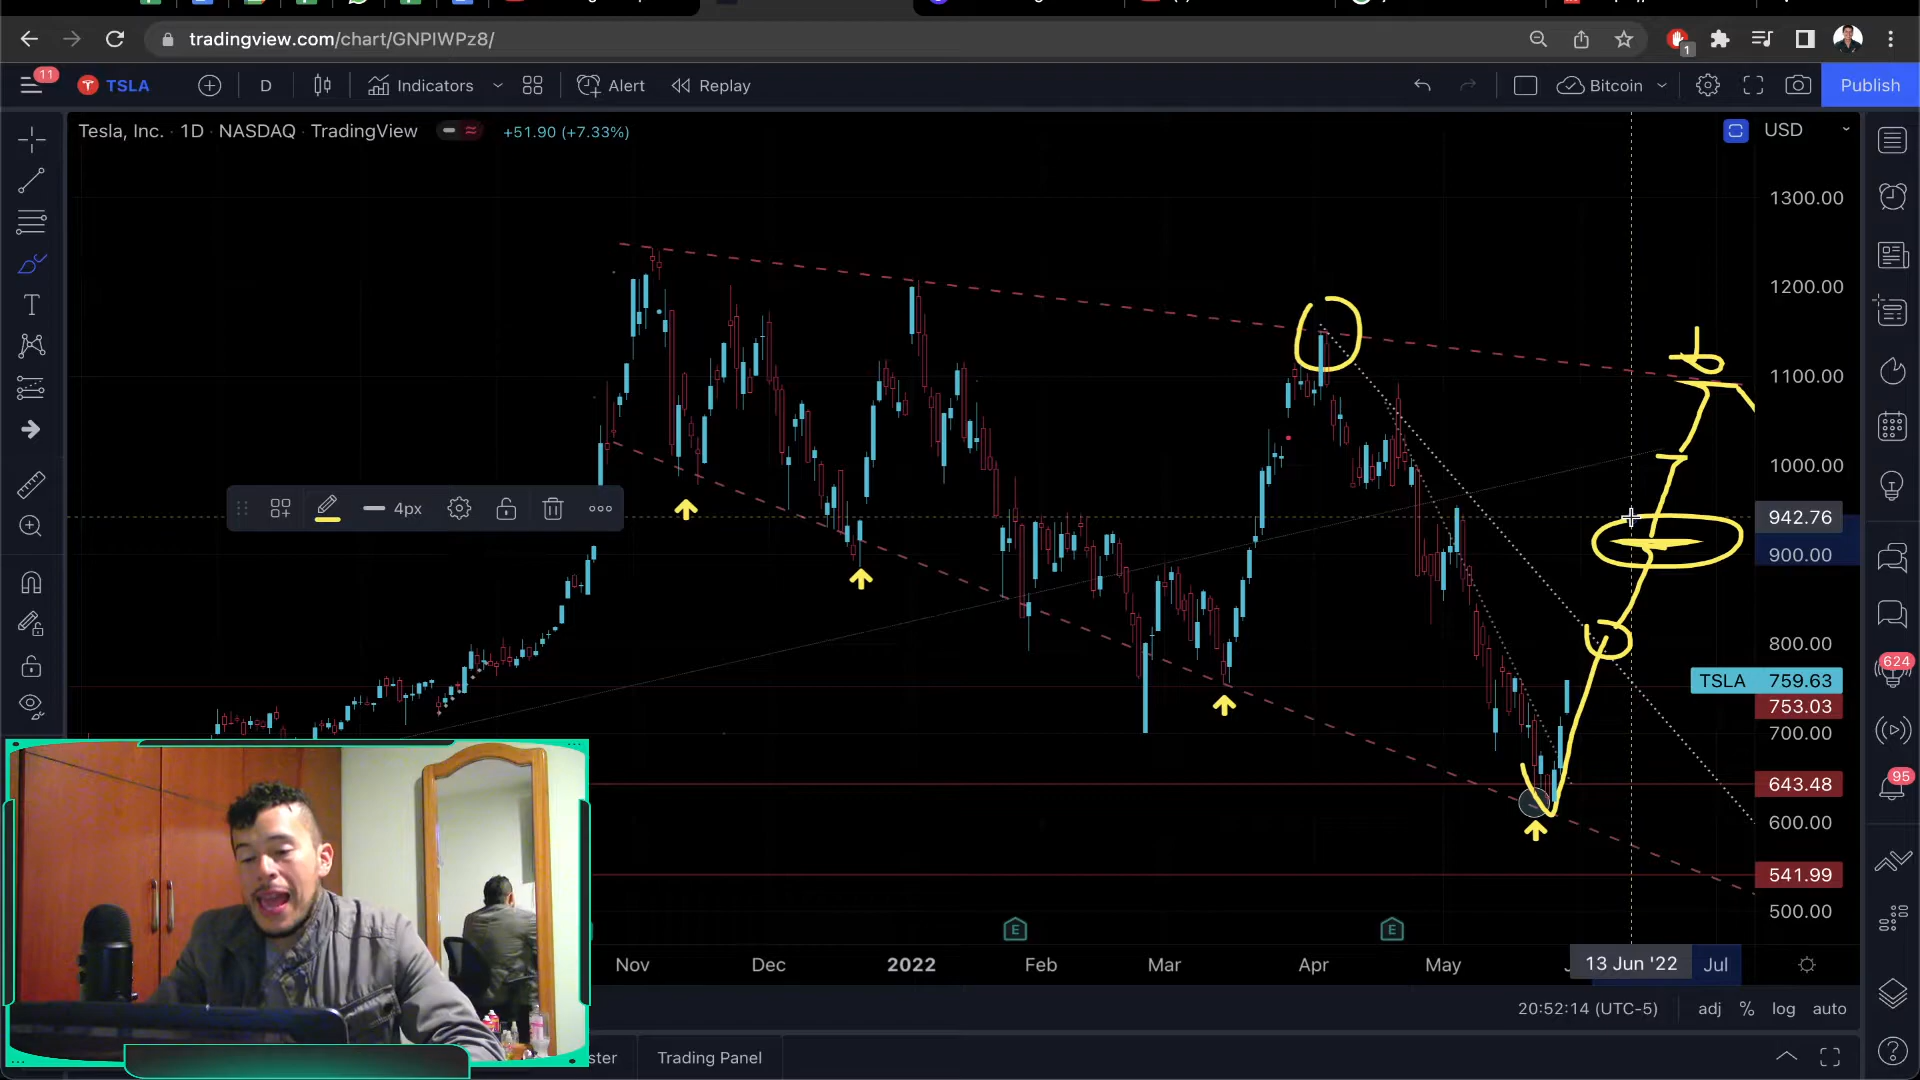 tradingview.com/chart/GNPIWPz8/
1
11
TSLA
D
Indicators
Alert
Replay
Bitcoin
Publish
Tesla, Inc. · 1D · NASDAQ · TradingView
+51.90 (+7.33%)
USD
1300.00
1200.00
1100.00
1000.00
942.76
900.00
800.00
TSLA 759.63
753.03
700.00
643.48
600.00
541.99
500.00
4px
624
95
E
E
Nov
Dec
2022
Feb
Mar
Apr
May
13 Jun '22
Jul
20:52:14 (UTC-5)
adj
%
log
auto
Trading Panel